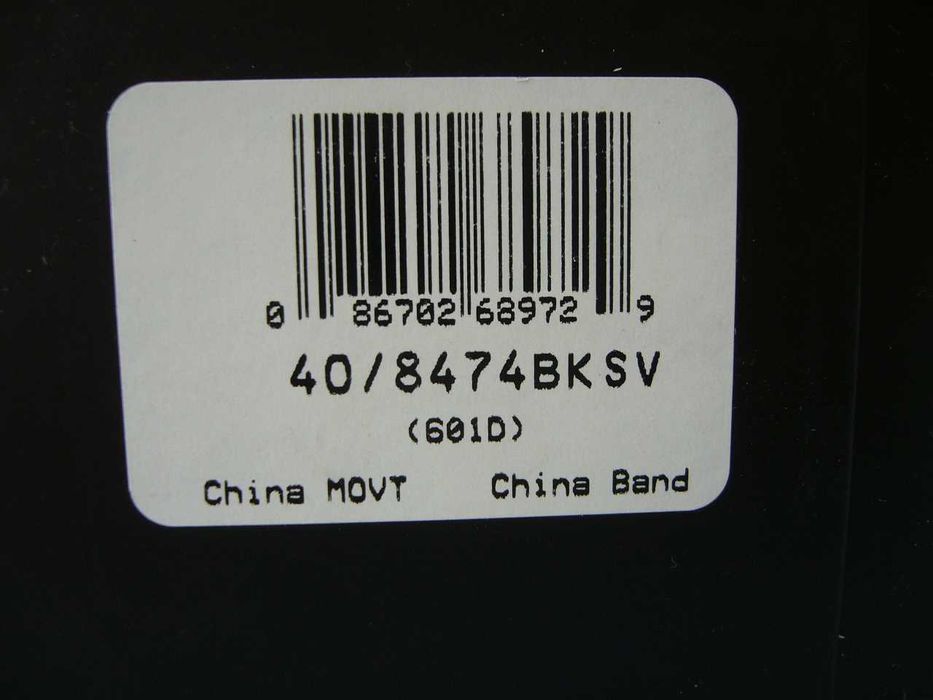 0 86702 68972 9
40/8474BKSV
(601D)
China MOVT China Band